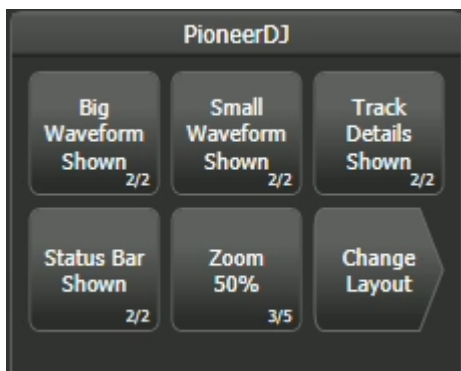 PioneerDJ
Big
Waveform
Shown
2/2
Small
Waveform
Shown
2/2
Track
Details
Shown
2/2
Status Bar
Shown
2/2
Zoom
50%
3/5
Change
Layout